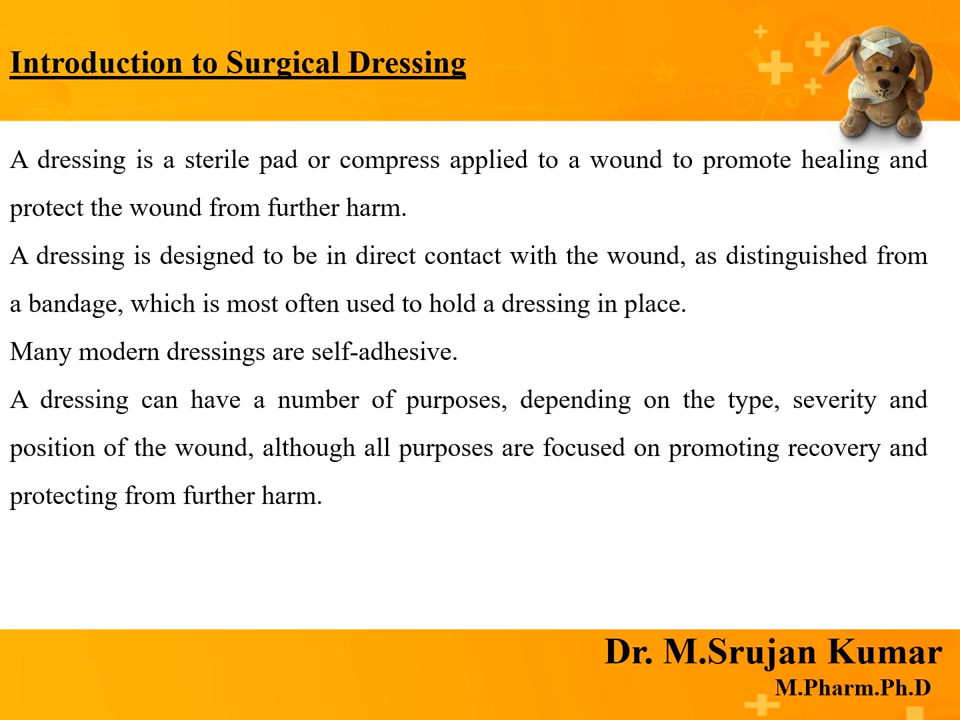 Introduction to Surgical Dressing
A dressing is a sterile pad or compress applied to a wound to promote healing and
protect the wound from further harm.
A dressing is designed to be in direct contact with the wound, as distinguished from
a bandage, which is most often used to hold a dressing in place.
Many modern dressings are self-adhesive.
A dressing can have a number of purposes, depending on the type, severity and
position of the wound, although all purposes are focused on promoting recovery and
protecting from further harm.
Dr. M.Srujan Kumar
M.Pharm.Ph.D